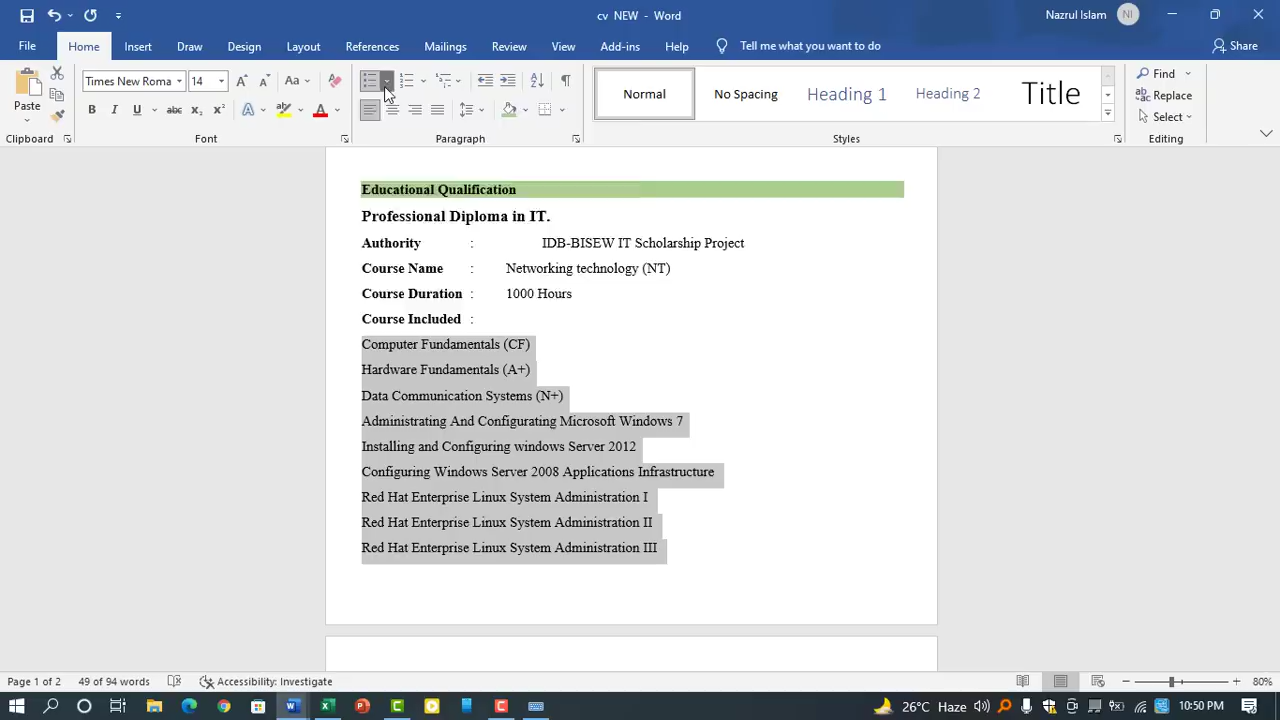 cv NEW - Word
Nazrul Islam NI
File Home Insert Draw Design Layout References Mailings Review View Add-ins Help Tell me what you want to do Share
Paste
Times New Roma 14
Normal No Spacing Heading 1 Heading 2 Title
Find
Replace
Select
Clipboard Font Paragraph Styles Editing
Educational Qualification
Professional Diploma in IT.
Authority : IDB-BISEW IT Scholarship Project
Course Name : Networking technology (NT)
Course Duration : 1000 Hours
Course Included :
Computer Fundamentals (CF)
Hardware Fundamentals (A+)
Data Communication Systems (N+)
Administrating And Configurating Microsoft Windows 7
Installing and Configuring windows Server 2012
Configuring Windows Server 2008 Applications Infrastructure
Red Hat Enterprise Linux System Administration I
Red Hat Enterprise Linux System Administration II
Red Hat Enterprise Linux System Administration III
Page 1 of 2 49 of 94 words Accessibility: Investigate 80%
26°C Haze 10:50 PM